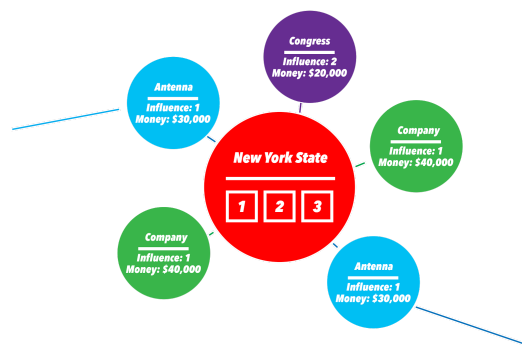 Congress
Influence: 2
Money: $20,000
Antenna
Influence: 1
Money: $30,000
Company
Influence: 1
Money: $40,000
New York State
1 2 3
Company
Influence: 1
Money: $40,000
Antenna
Influence: 1
Money: $30,000